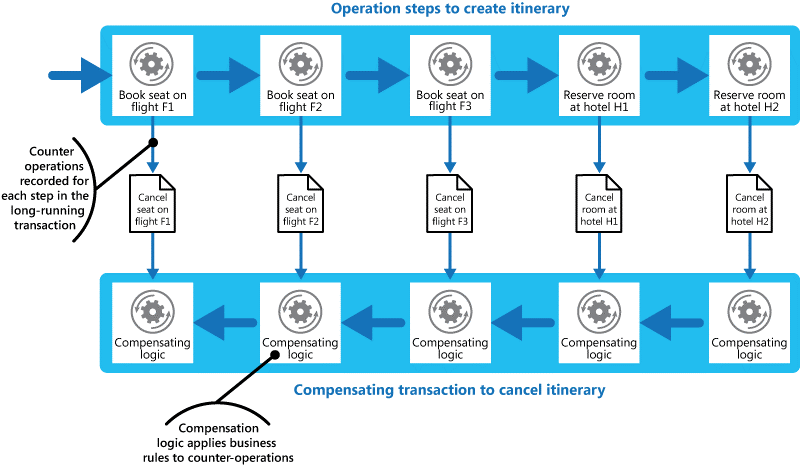 Operation steps to create itinerary
Book seat on
flight F1
Book seat on
flight F2
Book seat on
flight F3
Reserve room
at hotel H1
Reserve room
at hotel H2
Counter
operations
recorded for
each step in the
long-running
transaction
Cancel
seat on
flight F1
Cancel
seat on
flight F2
Cancel
seat on
flight F3
Cancel
room at
hotel H1
Cancel
room at
hotel H2
Compensating
logic
Compensating
logic
Compensating
logic
Compensating
logic
Compensating
logic
Compensating transaction to cancel itinerary
Compensation
logic applies business
rules to counter-operations